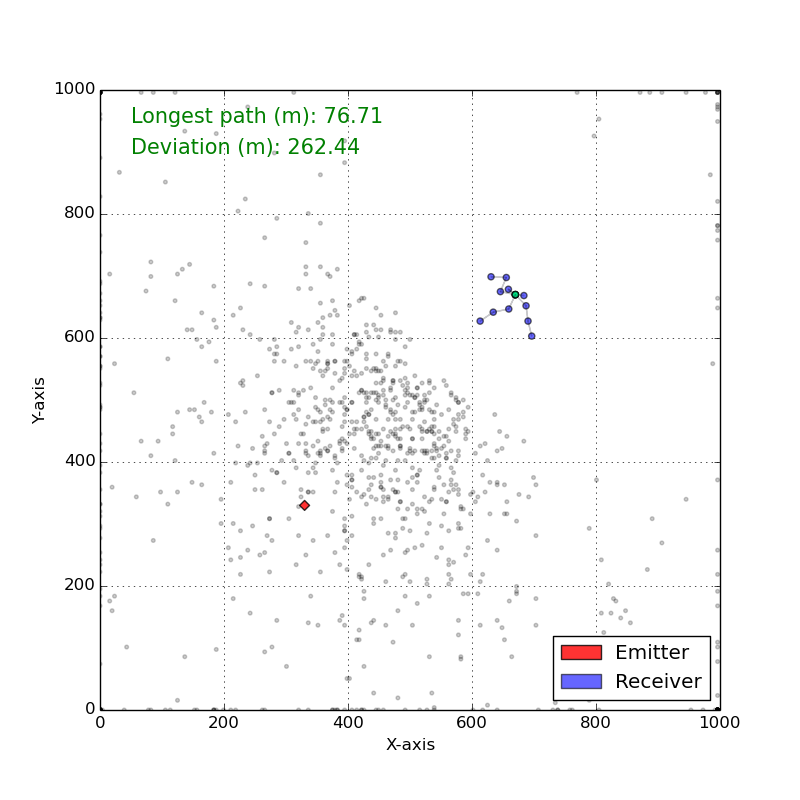 Longest path (m): 76.71
Deviation (m): 262.44
1000
800
600
400
200
0
Y-axis
0 200 400 600 800 1000
X-axis
Emitter
Receiver